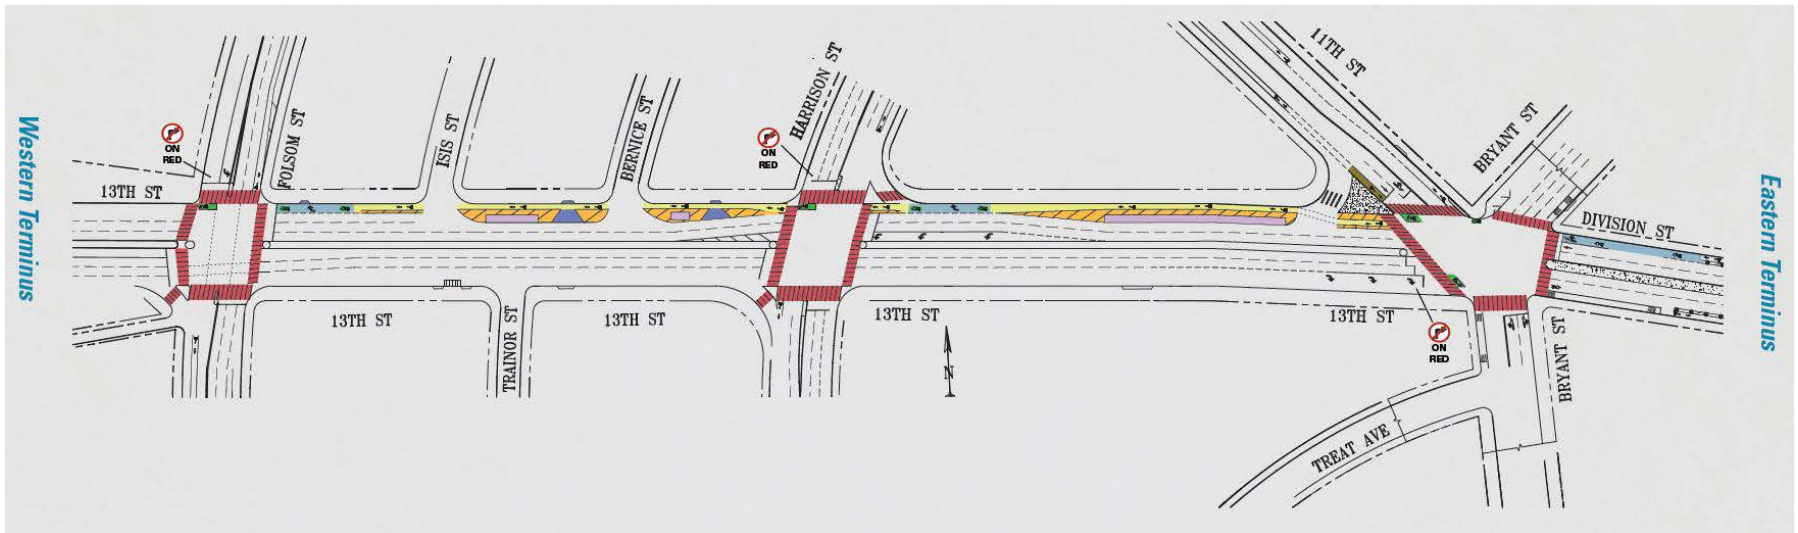 Western Terminus
13TH ST
ON
RED
FOLSOM ST
ISIS ST
BERNICE ST
ON
RED
HARRISON ST
11TH ST
BRYANT ST
DIVISION ST
Eastern Terminus
13TH ST
TRAINOR ST
13TH ST
13TH ST
N
13TH ST
ON
RED
BRYANT ST
TREAT AVE